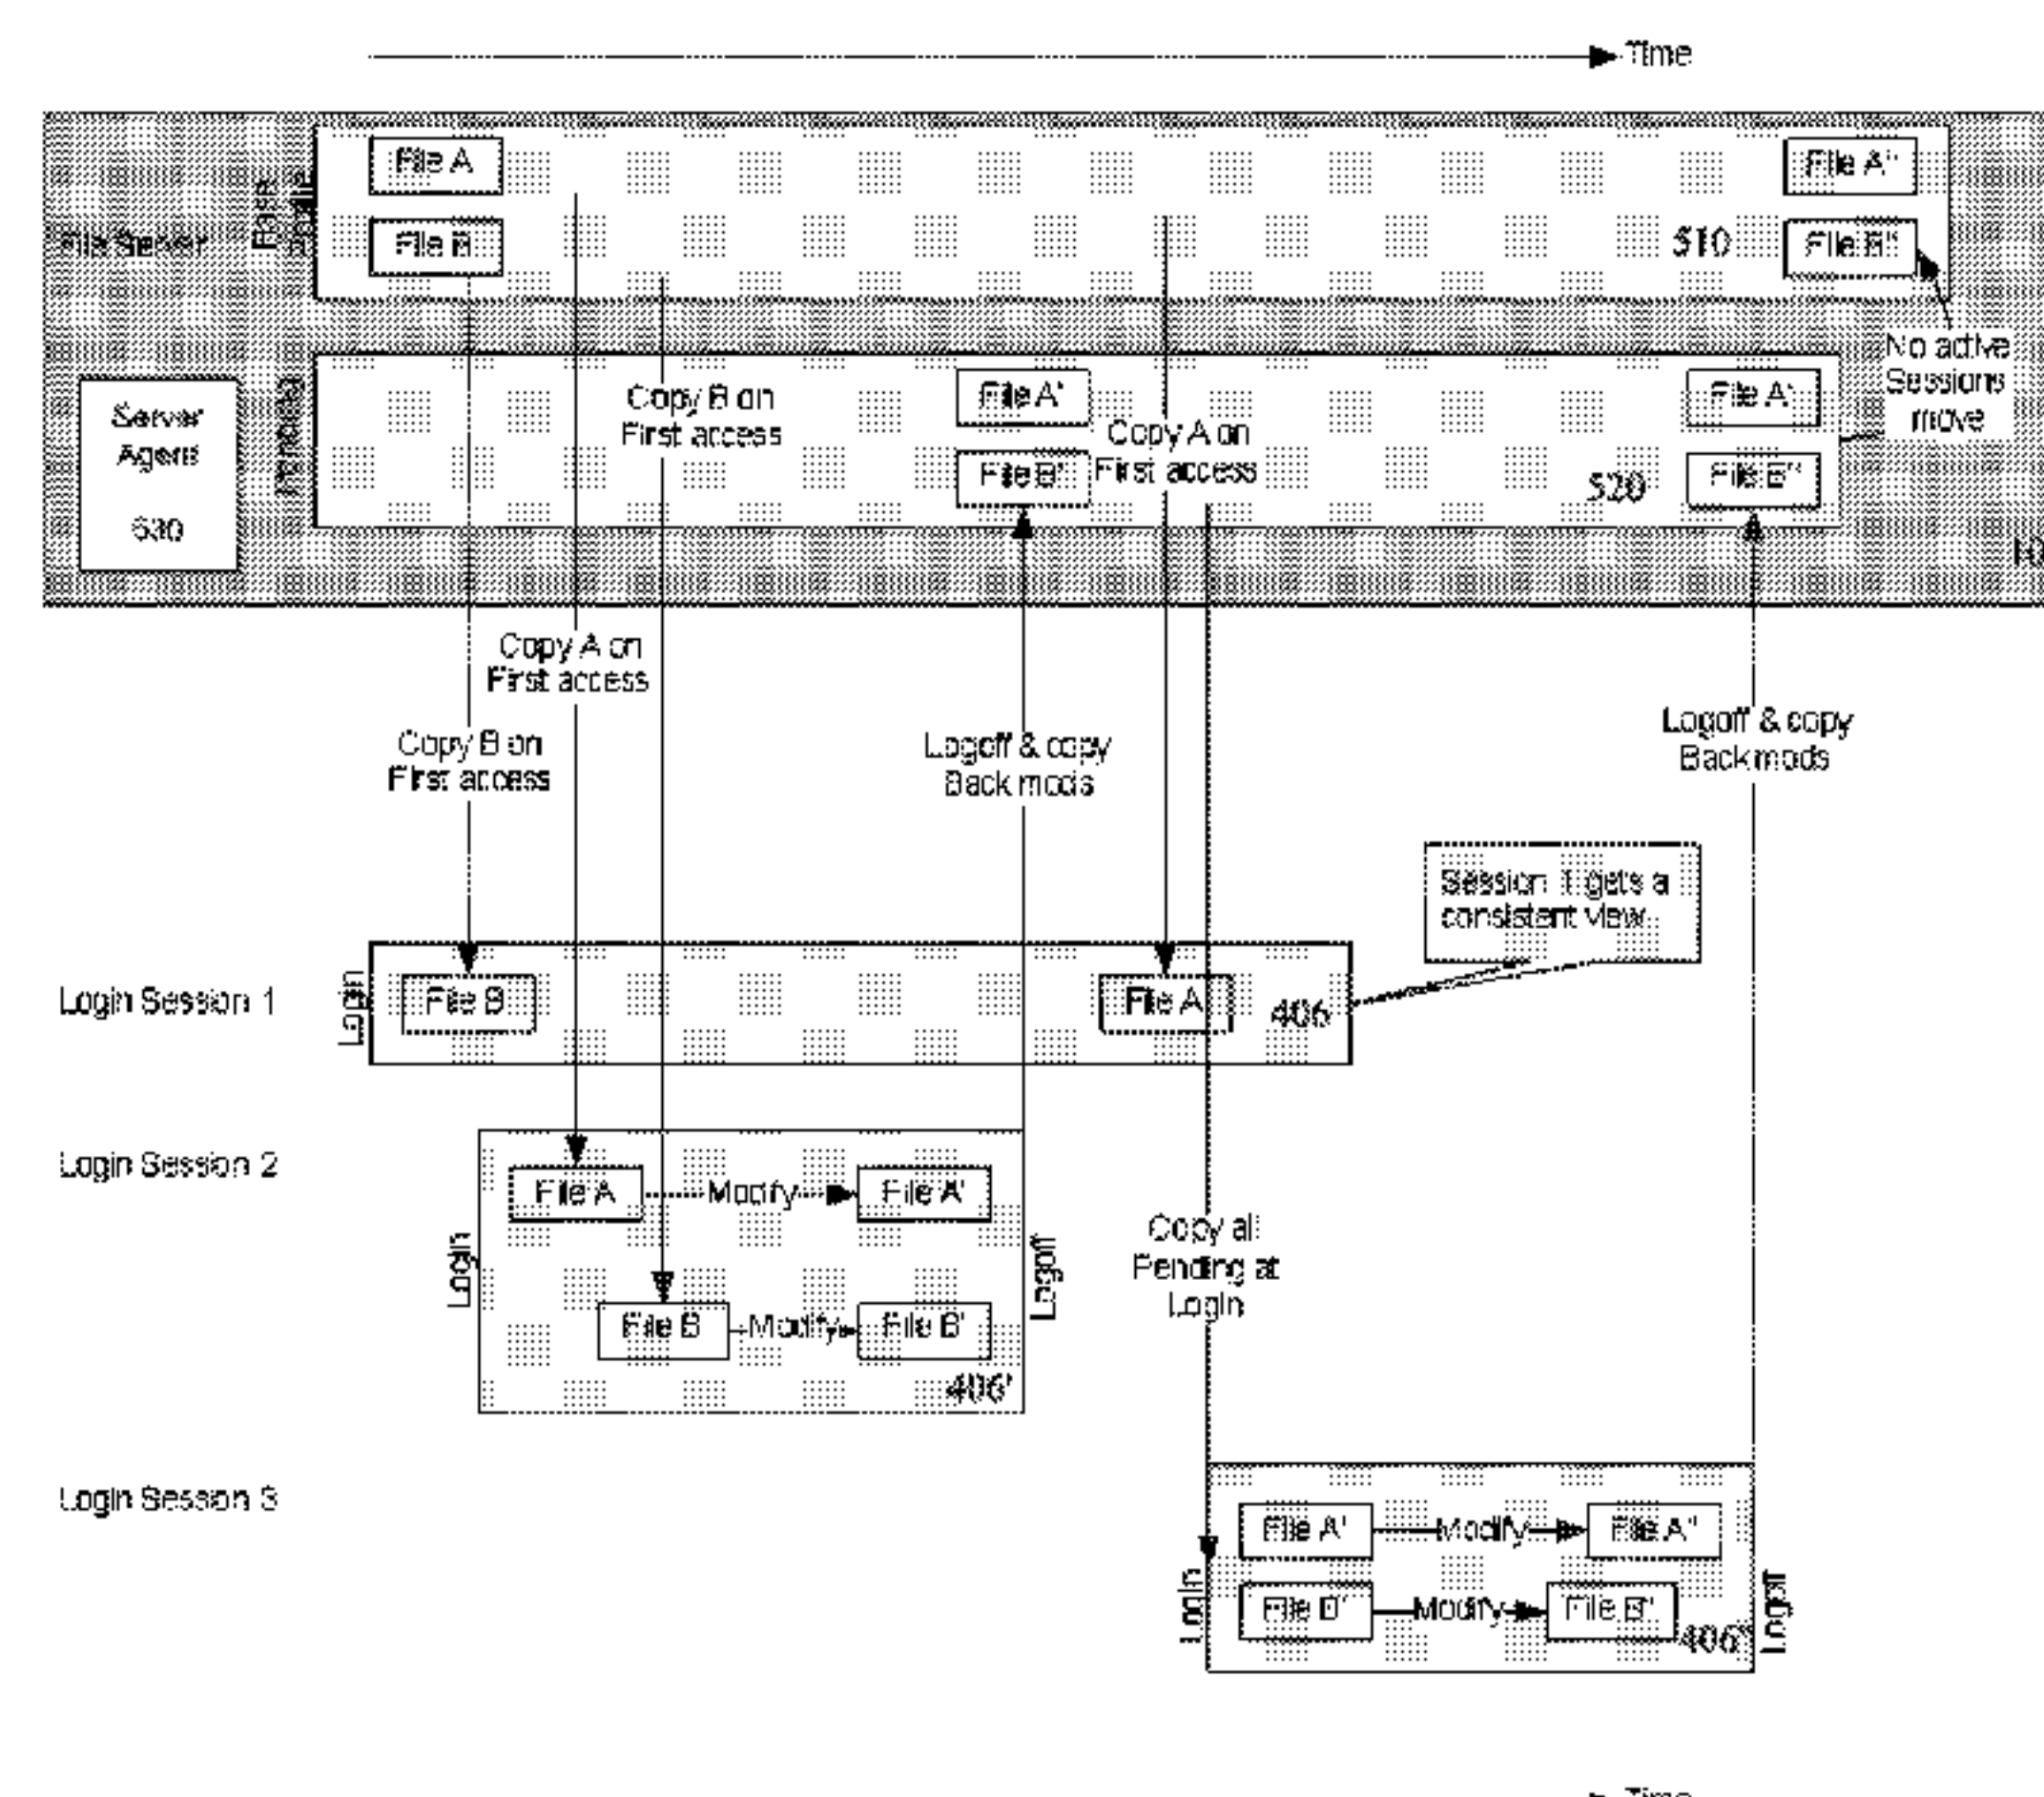 Time
File A
File A"
File Server
Base
Profile
File B
510
File B"
No active
Sessions
move
Server
Agent
530
Pending
Copy B on
First access
File A'
File B'
Copy A on
First access
520
File A"
File B"
Copy A on
First access
Copy B on
First access
Logoff & copy
Back mods
Logoff & copy
Back mods
Session 1 gets a
consistent view
Login Session 1
Login
File B
File A
406
Login Session 2
Login
File A
Modify
File A'
File B
Modify
File B'
406'
Logoff
Copy all
Pending at
Login
Login Session 3
Login
File A'
Modify
File A"
File B'
Modify
File B"
406"
Logoff
Time